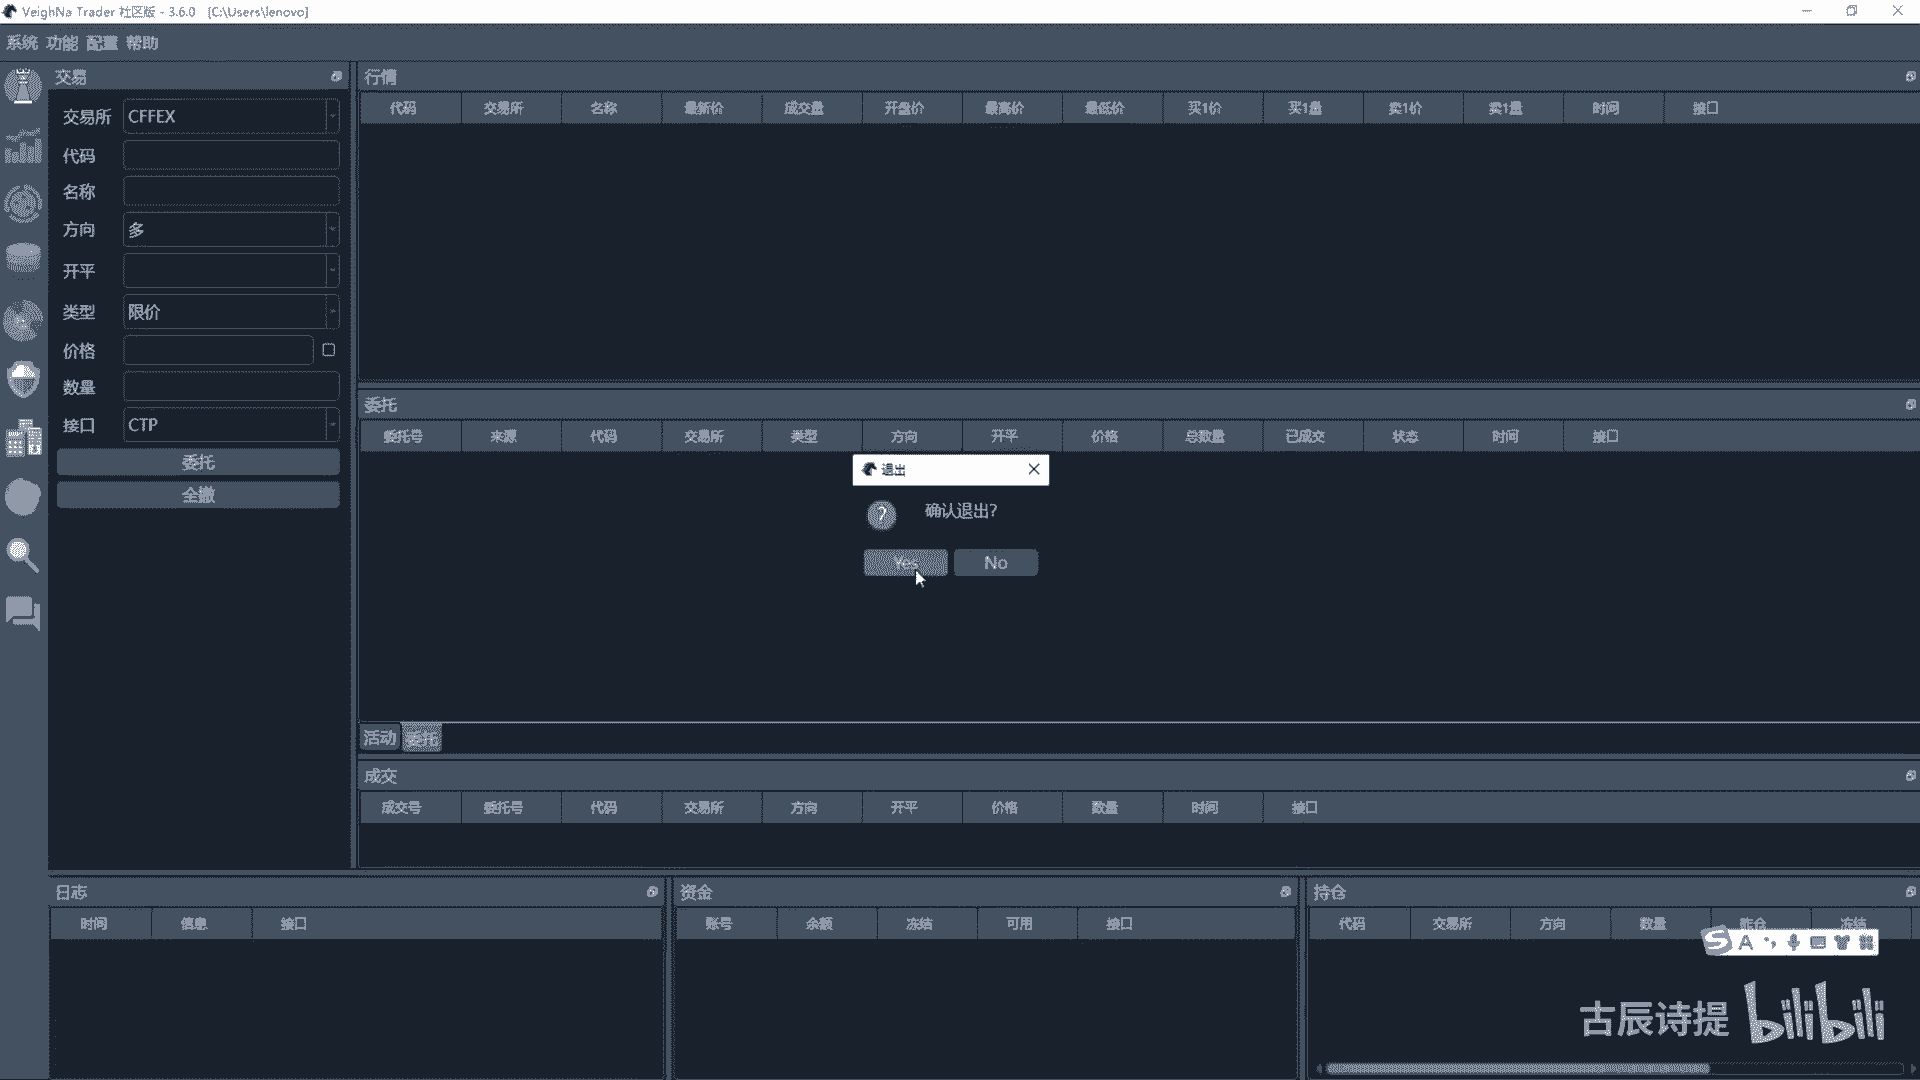 VeighNa Trader 社区版 - 3.6.0 [C:\Users\lenovo]
系统 功能 配置 帮助
交易
交易所 CFFEX
代码
名称
方向 多
开平
类型 限价
价格
数量
接口 CTP
委托
全撤
行情
代码 交易所 名称 最新价 成交量 开盘价 最高价 最低价 买1价 买1量 卖1价 卖1量 时间 接口
委托
委托号 来源 代码 交易所 类型 方向 开平 价格 总数量 已成交 状态 时间 接口
退出
确认退出?
Yes No
活动 委托
成交
成交号 委托号 代码 交易所 方向 开平 价格 数量 时间 接口
日志
时间 信息 接口
资金
账号 余额 冻结 可用 接口
持仓
代码 交易所 方向 数量 昨仓 冻结
S A
古辰诗提 bilibili